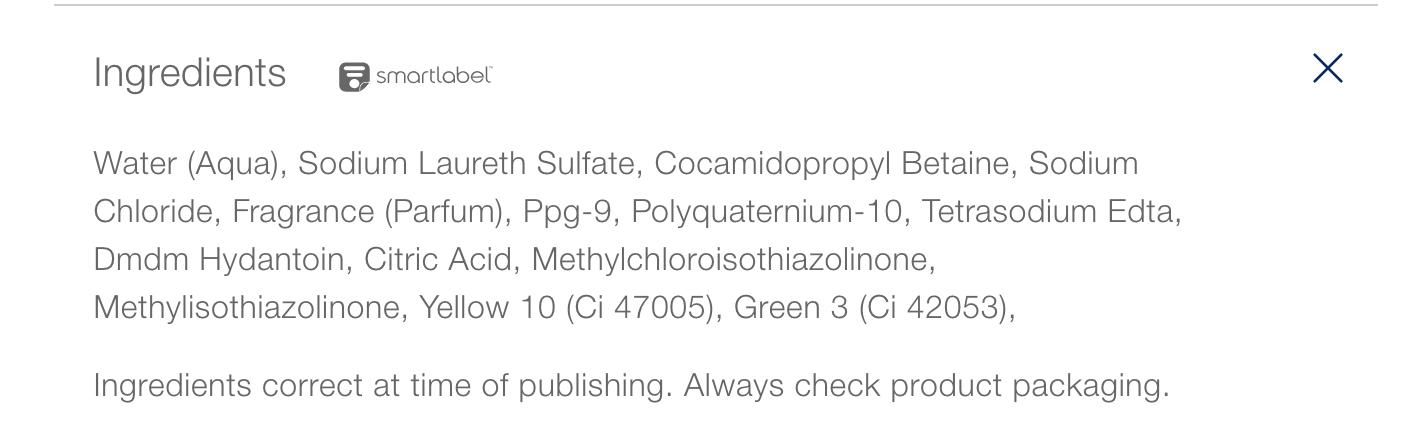 Ingredients smartlabel™
Water (Aqua), Sodium Laureth Sulfate, Cocamidopropyl Betaine, Sodium
Chloride, Fragrance (Parfum), Ppg-9, Polyquaternium-10, Tetrasodium Edta,
Dmdm Hydantoin, Citric Acid, Methylchloroisothiazolinone,
Methylisothiazolinone, Yellow 10 (Ci 47005), Green 3 (Ci 42053),
Ingredients correct at time of publishing. Always check product packaging.